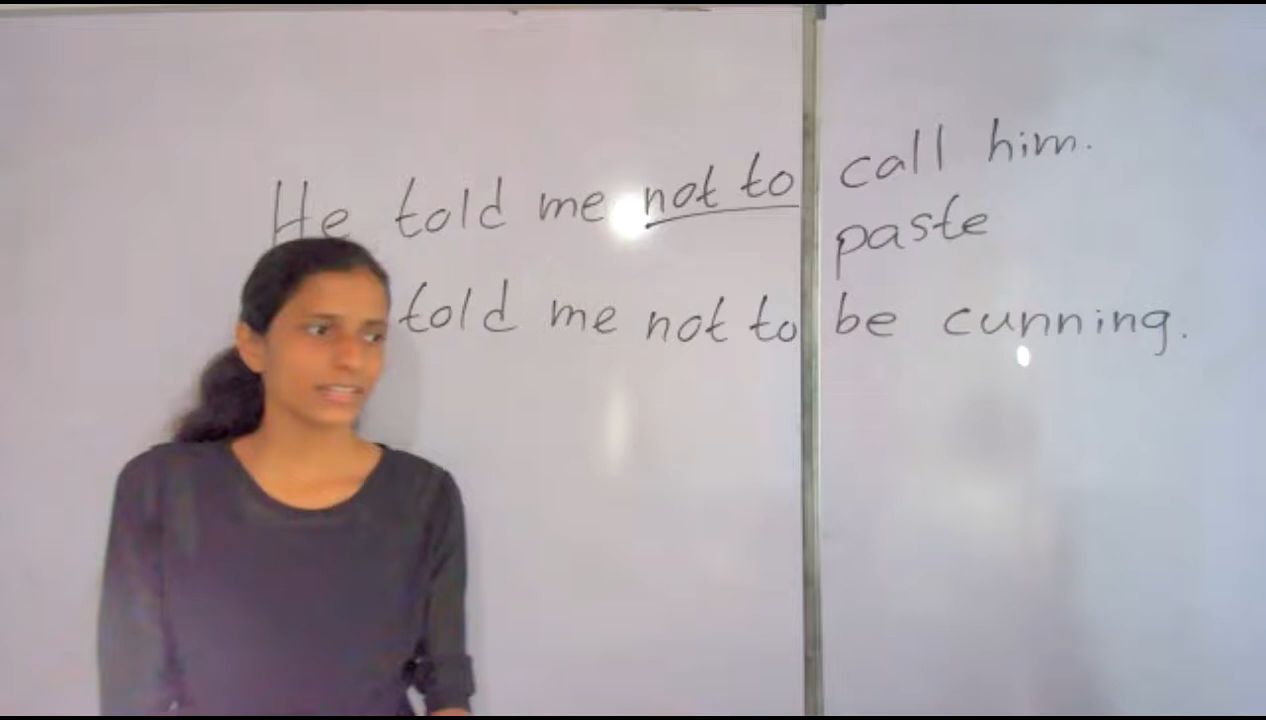 He told me not to call him.
paste
told me not to be cunning.